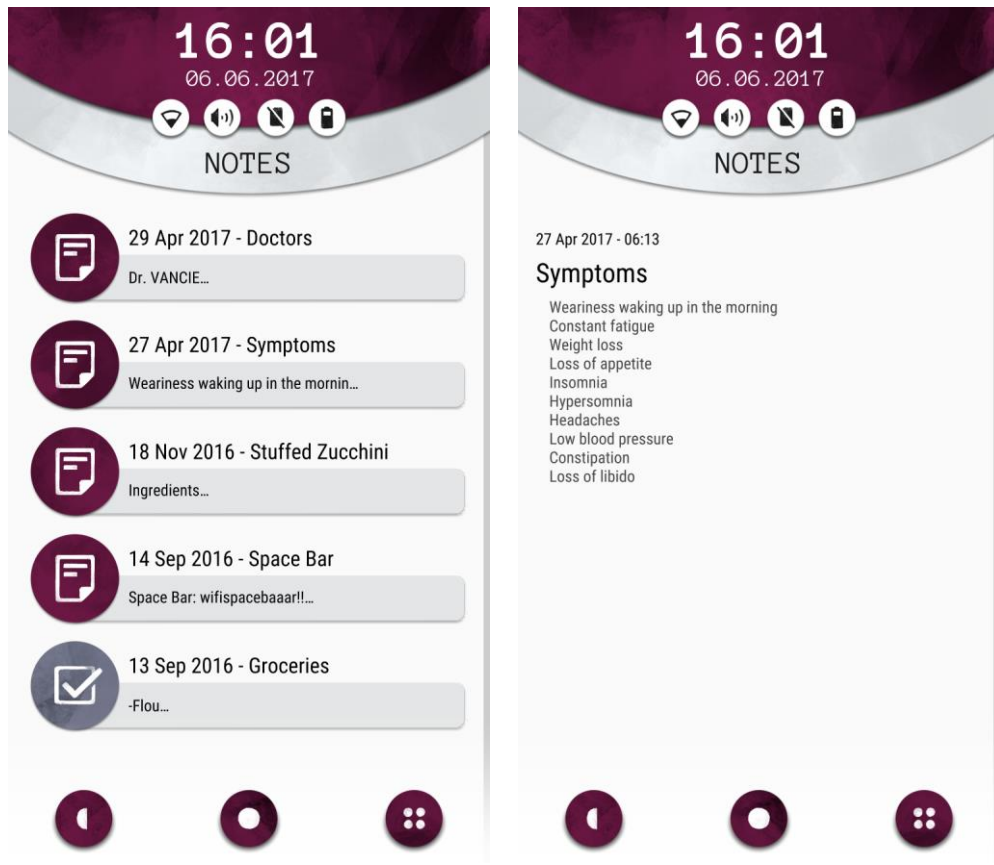 16:01
06.06.2017
NOTES
29 Apr 2017 - Doctors
Dr. VANCIE…
27 Apr 2017 - Symptoms
Weariness waking up in the mornin…
18 Nov 2016 - Stuffed Zucchini
Ingredients…
14 Sep 2016 - Space Bar
Space Bar: wifispacebaaar!!…
13 Sep 2016 - Groceries
-Flou…
16:01
06.06.2017
NOTES
27 Apr 2017 - 06:13
Symptoms
Weariness waking up in the morning
Constant fatigue
Weight loss
Loss of appetite
Insomnia
Hypersomnia
Headaches
Low blood pressure
Constipation
Loss of libido